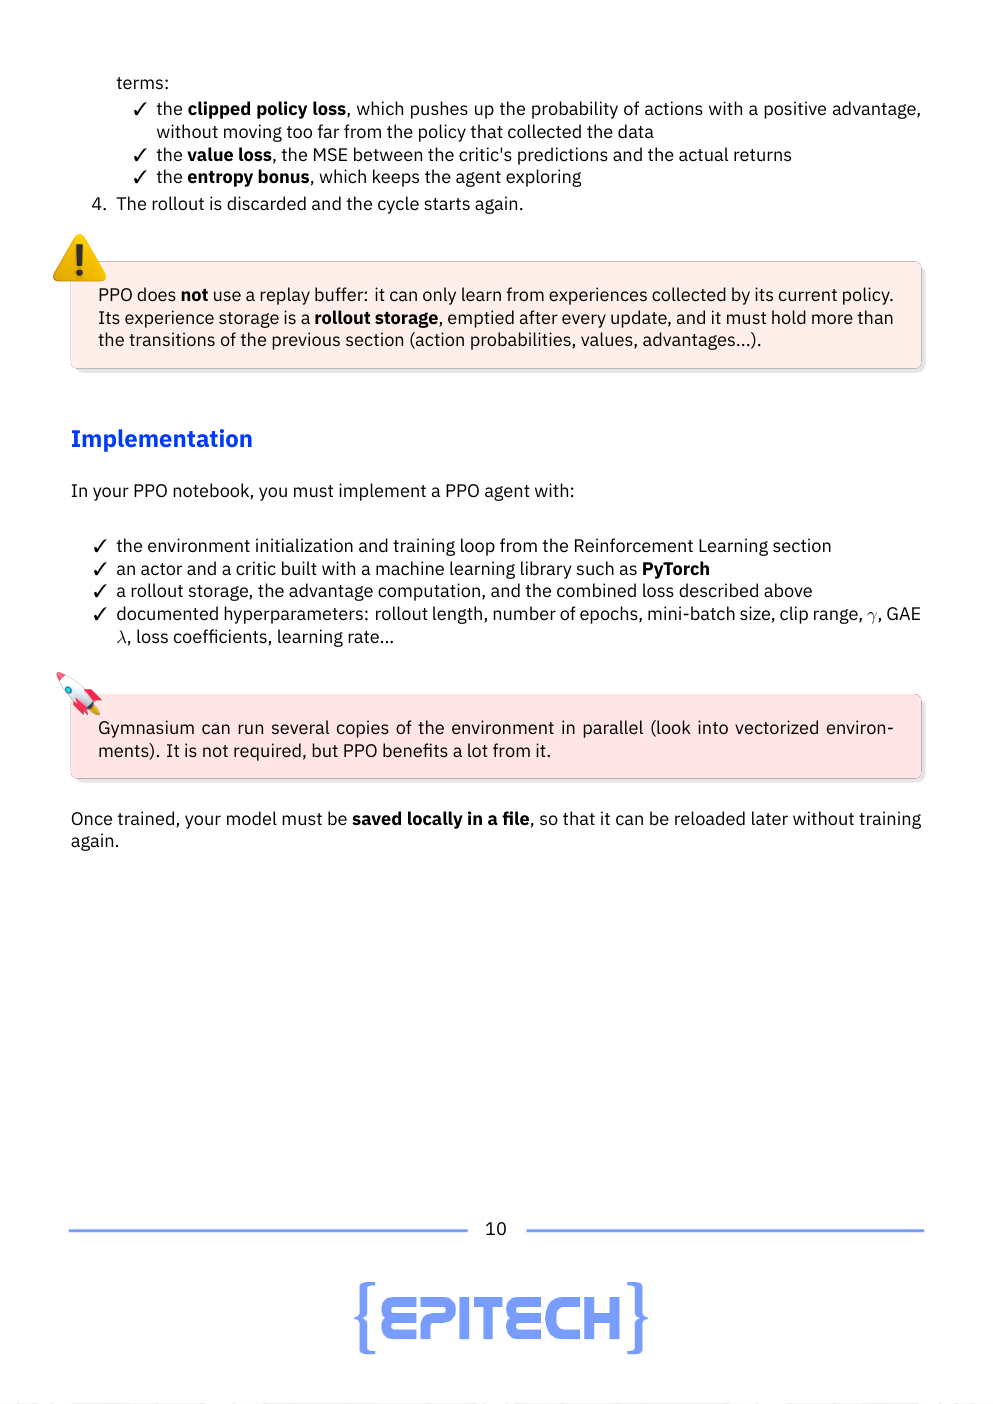 terms:
✓ the clipped policy loss, which pushes up the probability of actions with a positive advantage,
without moving too far from the policy that collected the data
✓ the value loss, the MSE between the critic's predictions and the actual returns
✓ the entropy bonus, which keeps the agent exploring
4. The rollout is discarded and the cycle starts again.
PPO does not use a replay buffer: it can only learn from experiences collected by its current policy.
Its experience storage is a rollout storage, emptied after every update, and it must hold more than
the transitions of the previous section (action probabilities, values, advantages...).
Implementation
In your PPO notebook, you must implement a PPO agent with:
✓ the environment initialization and training loop from the Reinforcement Learning section
✓ an actor and a critic built with a machine learning library such as PyTorch
✓ a rollout storage, the advantage computation, and the combined loss described above
✓ documented hyperparameters: rollout length, number of epochs, mini-batch size, clip range, γ, GAE
λ, loss coefficients, learning rate...
Gymnasium can run several copies of the environment in parallel (look into vectorized environ-
ments). It is not required, but PPO benefits a lot from it.
Once trained, your model must be saved locally in a file, so that it can be reloaded later without training
again.
10
{EPITECH}